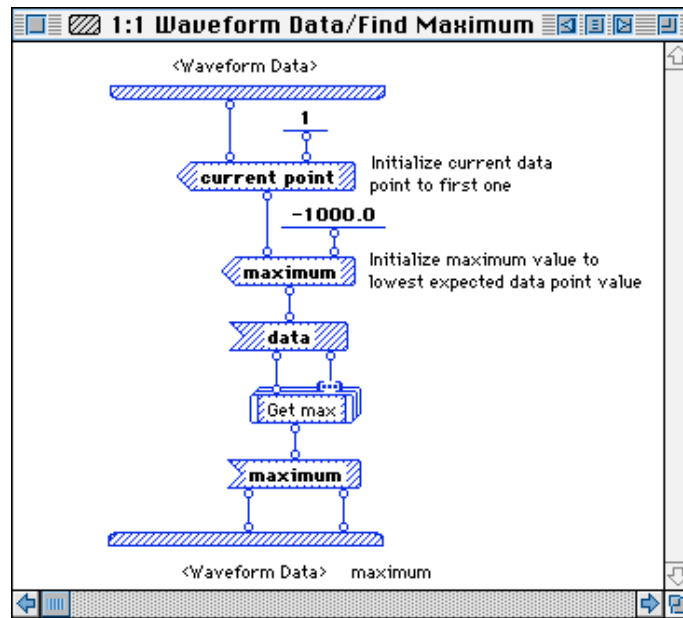 1:1 Waveform Data/Find Maximum
<Waveform Data>
1
current point
Initialize current data
point to first one
-1000.0
maximum
Initialize maximum value to
lowest expected data point value
data
Get max
maximum
<Waveform Data> maximum